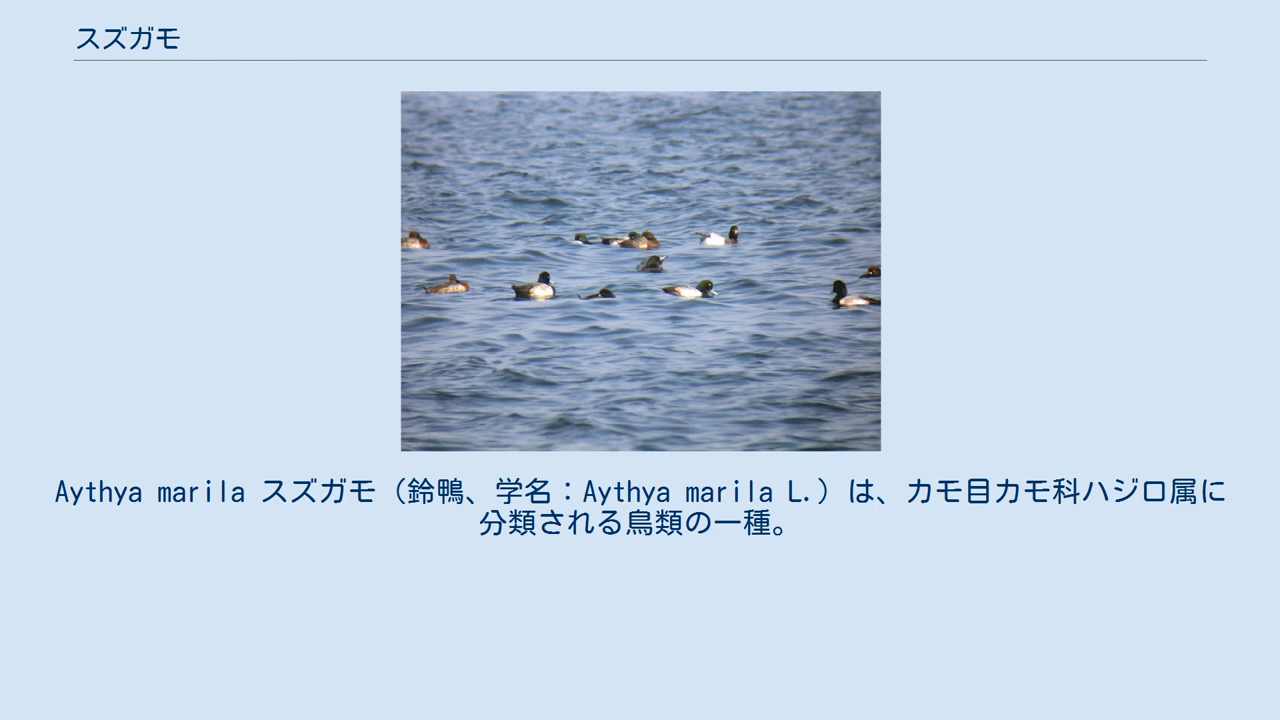 スズガモ
Aythya marila スズガモ（鈴鴨、学名：Aythya marila L.）は、カモ目カモ科ハジロ属に
分類される鳥類の一種。